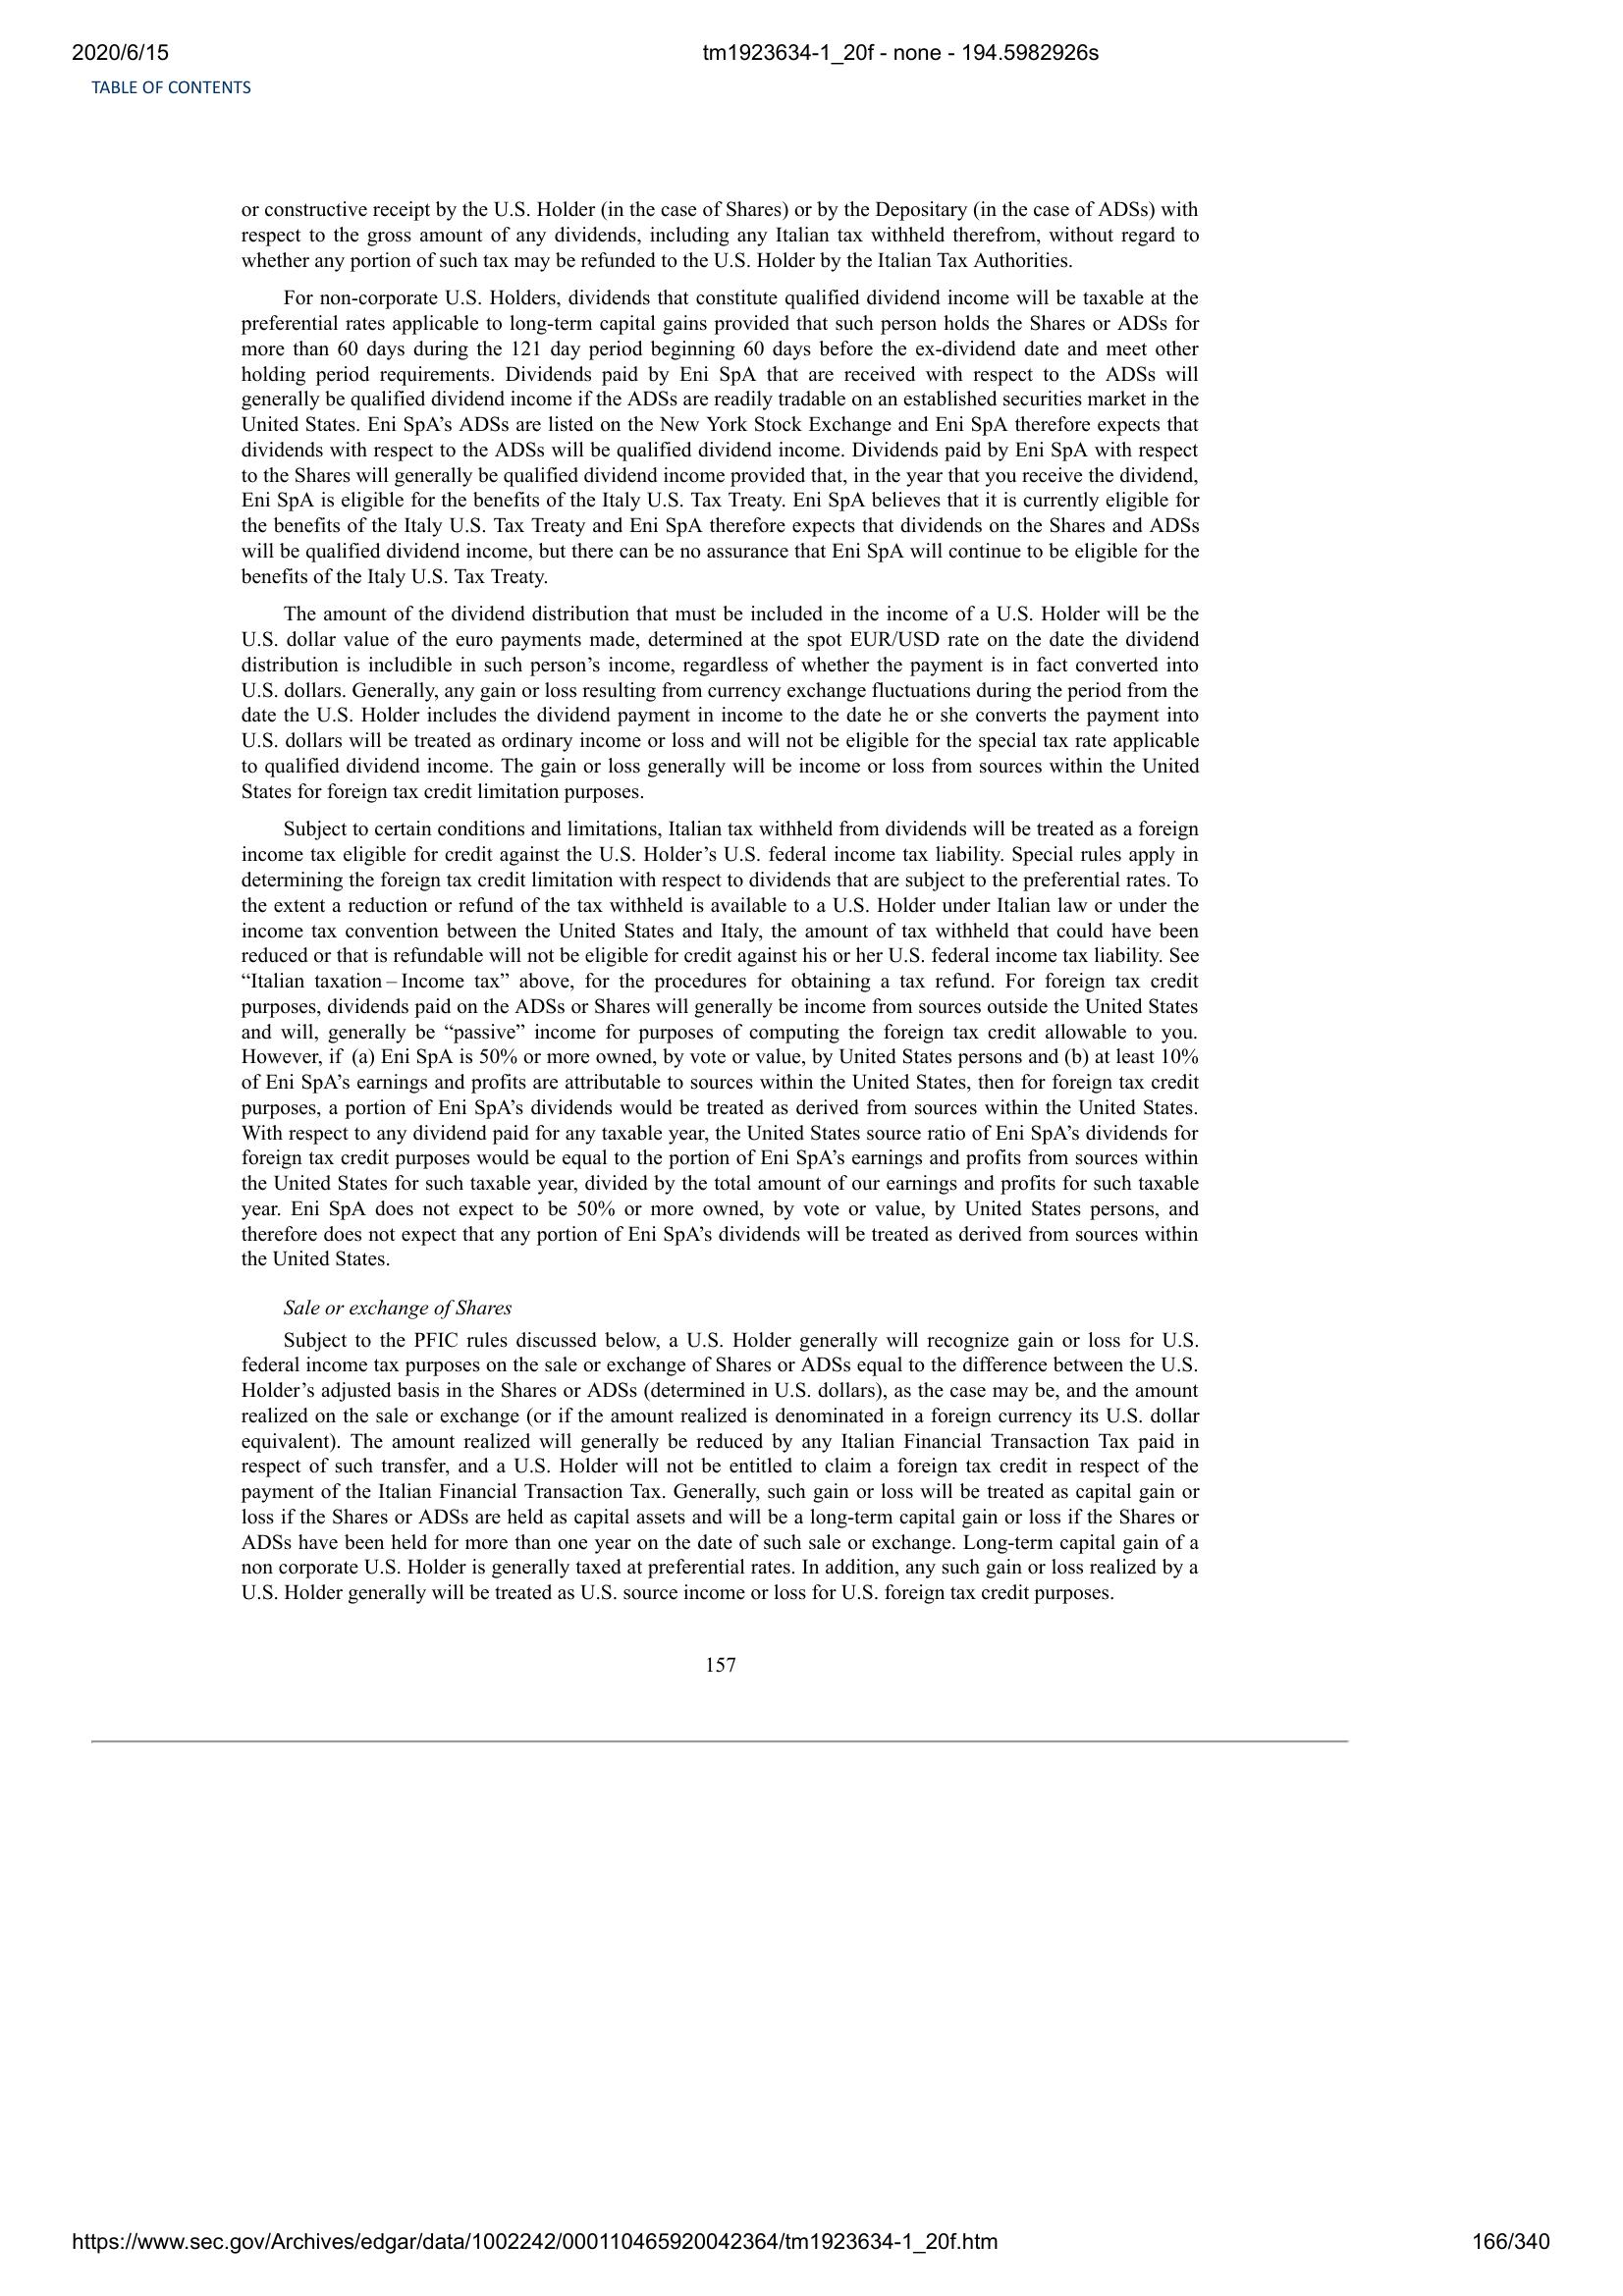 2020/6/15 tm1923634-1_20f - none - 194.5982926s
TABLE OF CONTENTS
or constructive receipt by the U.S. Holder (in the case of Shares) or by the Depositary (in the case of ADSs) with
respect to the gross amount of any dividends, including any Italian tax withheld therefrom, without regard to
whether any portion of such tax may be refunded to the U.S. Holder by the Italian Tax Authorities.
For non-corporate U.S. Holders, dividends that constitute qualified dividend income will be taxable at the
preferential rates applicable to long-term capital gains provided that such person holds the Shares or ADSs for
more than 60 days during the 121 day period beginning 60 days before the ex-dividend date and meet other
holding period requirements. Dividends paid by Eni SpA that are received with respect to the ADSs will
generally be qualified dividend income if the ADSs are readily tradable on an established securities market in the
United States. Eni SpA’s ADSs are listed on the New York Stock Exchange and Eni SpA therefore expects that
dividends with respect to the ADSs will be qualified dividend income. Dividends paid by Eni SpA with respect
to the Shares will generally be qualified dividend income provided that, in the year that you receive the dividend,
Eni SpA is eligible for the benefits of the Italy U.S. Tax Treaty. Eni SpA believes that it is currently eligible for
the benefits of the Italy U.S. Tax Treaty and Eni SpA therefore expects that dividends on the Shares and ADSs
will be qualified dividend income, but there can be no assurance that Eni SpA will continue to be eligible for the
benefits of the Italy U.S. Tax Treaty.
The amount of the dividend distribution that must be included in the income of a U.S. Holder will be the
U.S. dollar value of the euro payments made, determined at the spot EUR/USD rate on the date the dividend
distribution is includible in such person’s income, regardless of whether the payment is in fact converted into
U.S. dollars. Generally, any gain or loss resulting from currency exchange fluctuations during the period from the
date the U.S. Holder includes the dividend payment in income to the date he or she converts the payment into
U.S. dollars will be treated as ordinary income or loss and will not be eligible for the special tax rate applicable
to qualified dividend income. The gain or loss generally will be income or loss from sources within the United
States for foreign tax credit limitation purposes.
Subject to certain conditions and limitations, Italian tax withheld from dividends will be treated as a foreign
income tax eligible for credit against the U.S. Holder’s U.S. federal income tax liability. Special rules apply in
determining the foreign tax credit limitation with respect to dividends that are subject to the preferential rates. To
the extent a reduction or refund of the tax withheld is available to a U.S. Holder under Italian law or under the
income tax convention between the United States and Italy, the amount of tax withheld that could have been
reduced or that is refundable will not be eligible for credit against his or her U.S. federal income tax liability. See
“Italian taxation – Income tax” above, for the procedures for obtaining a tax refund. For foreign tax credit
purposes, dividends paid on the ADSs or Shares will generally be income from sources outside the United States
and will, generally be “passive” income for purposes of computing the foreign tax credit allowable to you.
However, if (a) Eni SpA is 50% or more owned, by vote or value, by United States persons and (b) at least 10%
of Eni SpA’s earnings and profits are attributable to sources within the United States, then for foreign tax credit
purposes, a portion of Eni SpA’s dividends would be treated as derived from sources within the United States.
With respect to any dividend paid for any taxable year, the United States source ratio of Eni SpA’s dividends for
foreign tax credit purposes would be equal to the portion of Eni SpA’s earnings and profits from sources within
the United States for such taxable year, divided by the total amount of our earnings and profits for such taxable
year. Eni SpA does not expect to be 50% or more owned, by vote or value, by United States persons, and
therefore does not expect that any portion of Eni SpA’s dividends will be treated as derived from sources within
the United States.
Sale or exchange of Shares
Subject to the PFIC rules discussed below, a U.S. Holder generally will recognize gain or loss for U.S.
federal income tax purposes on the sale or exchange of Shares or ADSs equal to the difference between the U.S.
Holder’s adjusted basis in the Shares or ADSs (determined in U.S. dollars), as the case may be, and the amount
realized on the sale or exchange (or if the amount realized is denominated in a foreign currency its U.S. dollar
equivalent). The amount realized will generally be reduced by any Italian Financial Transaction Tax paid in
respect of such transfer, and a U.S. Holder will not be entitled to claim a foreign tax credit in respect of the
payment of the Italian Financial Transaction Tax. Generally, such gain or loss will be treated as capital gain or
loss if the Shares or ADSs are held as capital assets and will be a long-term capital gain or loss if the Shares or
ADSs have been held for more than one year on the date of such sale or exchange. Long-term capital gain of a
non corporate U.S. Holder is generally taxed at preferential rates. In addition, any such gain or loss realized by a
U.S. Holder generally will be treated as U.S. source income or loss for U.S. foreign tax credit purposes.
157
https://www.sec.gov/Archives/edgar/data/1002242/000110465920042364/tm1923634-1_20f.htm 166/340